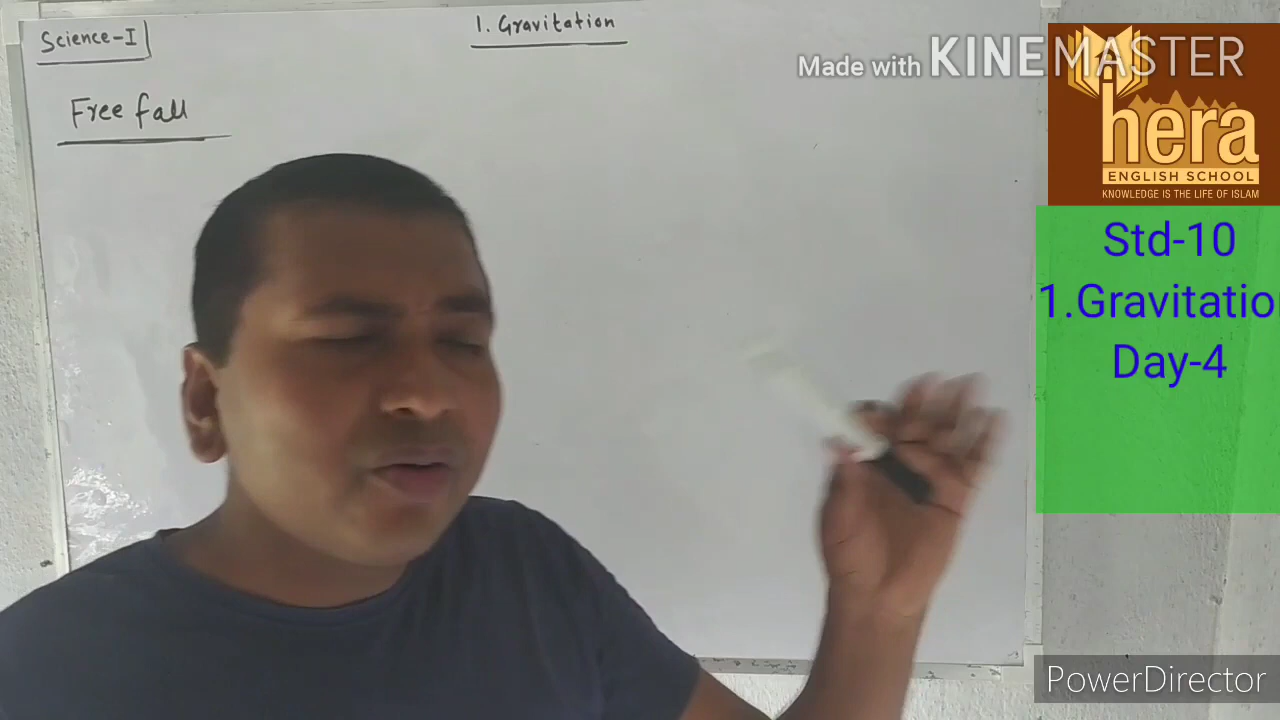 Science-I
1. Gravitation
Free fall
Made with KINEMASTER
hera
ENGLISH SCHOOL
KNOWLEDGE IS THE LIFE OF ISLAM
Std-10
1.Gravitation
Day-4
PowerDirector